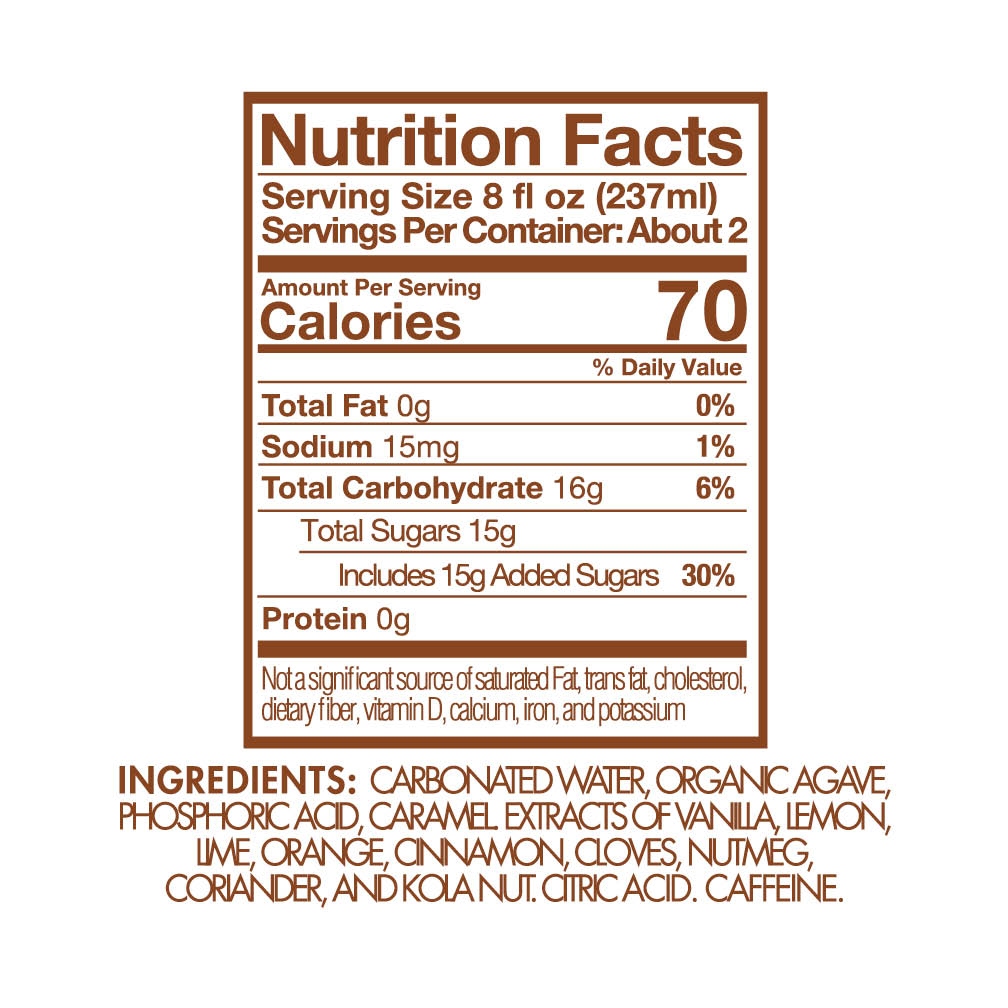 Nutrition Facts
Serving Size 8 fl oz (237ml)
Servings Per Container: About 2
Amount Per Serving
Calories 70
% Daily Value
Total Fat 0g 0%
Sodium 15mg 1%
Total Carbohydrate 16g 6%
Total Sugars 15g
Includes 15g Added Sugars 30%
Protein 0g
Not a significant source of saturated Fat, trans fat, cholesterol,
dietary fiber, vitamin D, calcium, iron, and potassium
INGREDIENTS: CARBONATED WATER, ORGANIC AGAVE,
PHOSPHORIC ACID, CARAMEL. EXTRACTS OF VANILLA, LEMON,
LIME, ORANGE, CINNAMON, CLOVES, NUTMEG,
CORIANDER, AND KOLA NUT. CITRIC ACID. CAFFEINE.